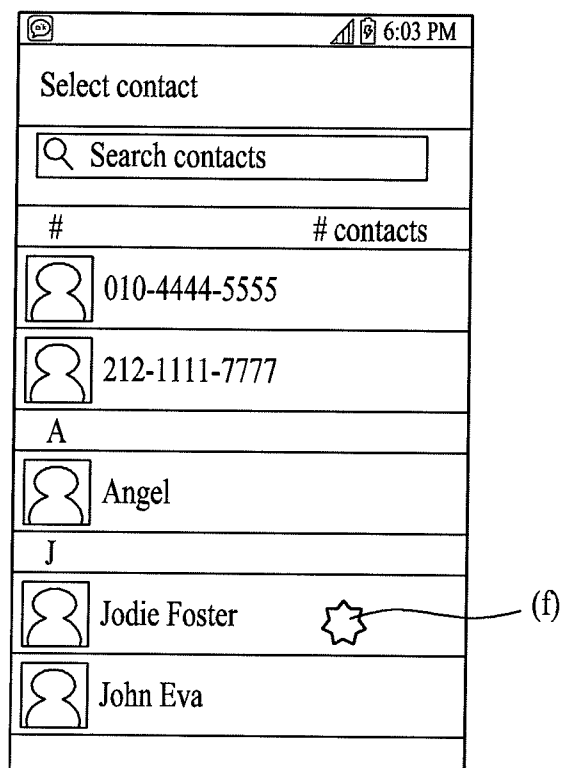 6:03 PM
Select contact
Search contacts
# # contacts
010-4444-5555
212-1111-7777
A
Angel
J
Jodie Foster (f)
John Eva